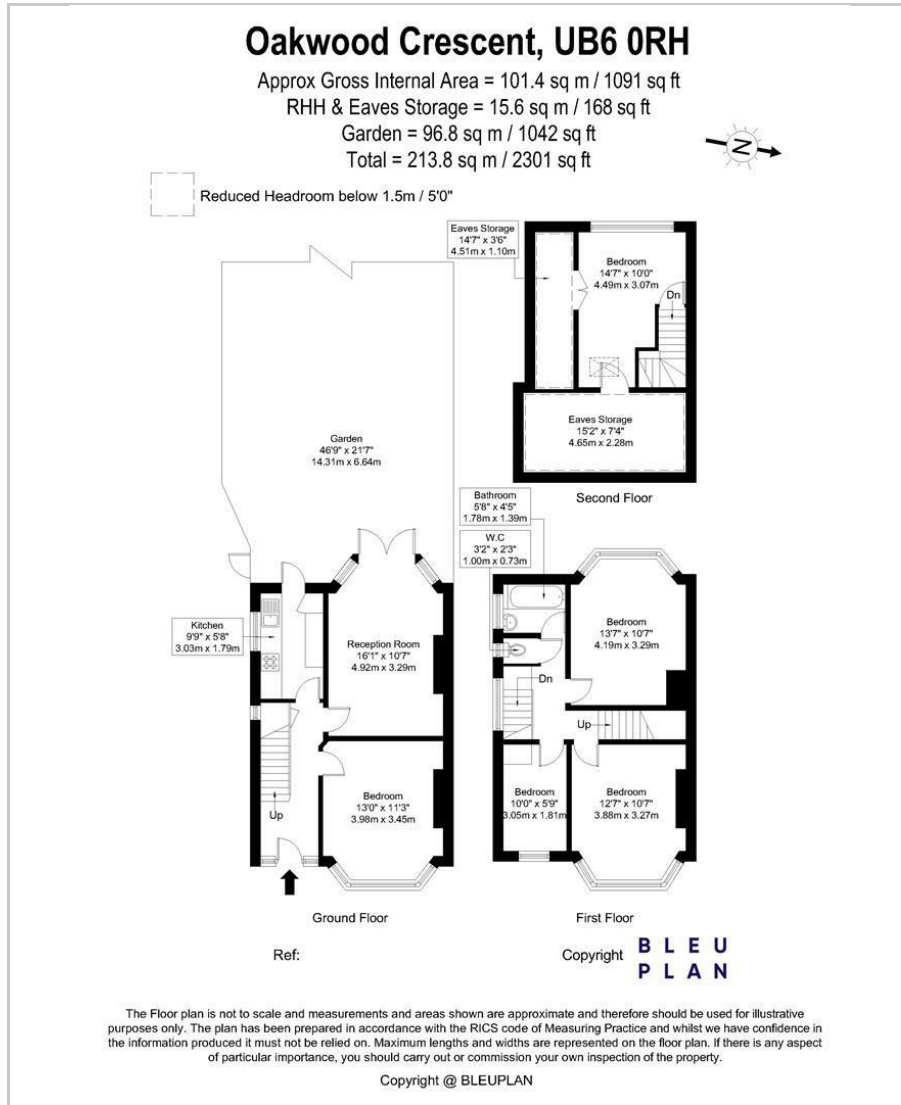 Oakwood Crescent, UB6 0RH
Approx Gross Internal Area = 101.4 sq m / 1091 sq ft
RHH & Eaves Storage = 15.6 sq m / 168 sq ft
Garden = 96.8 sq m / 1042 sq ft
Total = 213.8 sq m / 2301 sq ft
N
Reduced Headroom below 1.5m / 5'0"
Eaves Storage
14'7" x 3'6"
4.51m x 1.10m
Bedroom
14'7" x 10'0"
4.49m x 3.07m
Dn
Eaves Storage
15'2" x 7'4"
4.65m x 2.28m
Second Floor
Garden
46'9" x 21'7"
14.31m x 6.64m
Kitchen
9'9" x 5'8"
3.03m x 1.79m
Reception Room
16'1" x 10'7"
4.92m x 3.29m
Up
Bedroom
13'0" x 11'3"
3.98m x 3.45m
Ground Floor
Bathroom
5'8" x 4'5"
1.78m x 1.39m
W.C
3'2" x 2'3"
1.00m x 0.73m
Bedroom
13'7" x 10'7"
4.19m x 3.29m
Dn
Up
Bedroom
10'0" x 5'9"
3.05m x 1.81m
Bedroom
12'7" x 10'7"
3.88m x 3.27m
First Floor
Ref:
Copyright
BLEU
PLAN
The Floor plan is not to scale and measurements and areas shown are approximate and therefore should be used for illustrative
purposes only. The plan has been prepared in accordance with the RICS code of Measuring Practice and whilst we have confidence in
the information produced it must not be relied on. Maximum lengths and widths are represented on the floor plan. If there is any aspect
of particular importance, you should carry out or commission your own inspection of the property.
Copyright @ BLEUPLAN